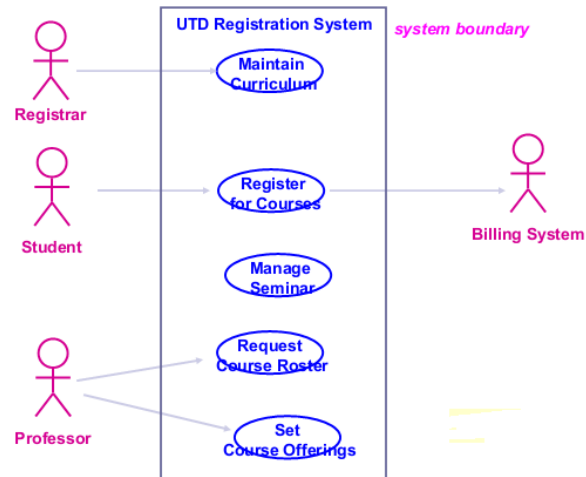 UTD Registration System
system boundary
Maintain
Curriculum
Registrar
Register
for Courses
Student
Billing System
Manage
Seminar
Request
Course Roster
Professor
Set
Course Offerings